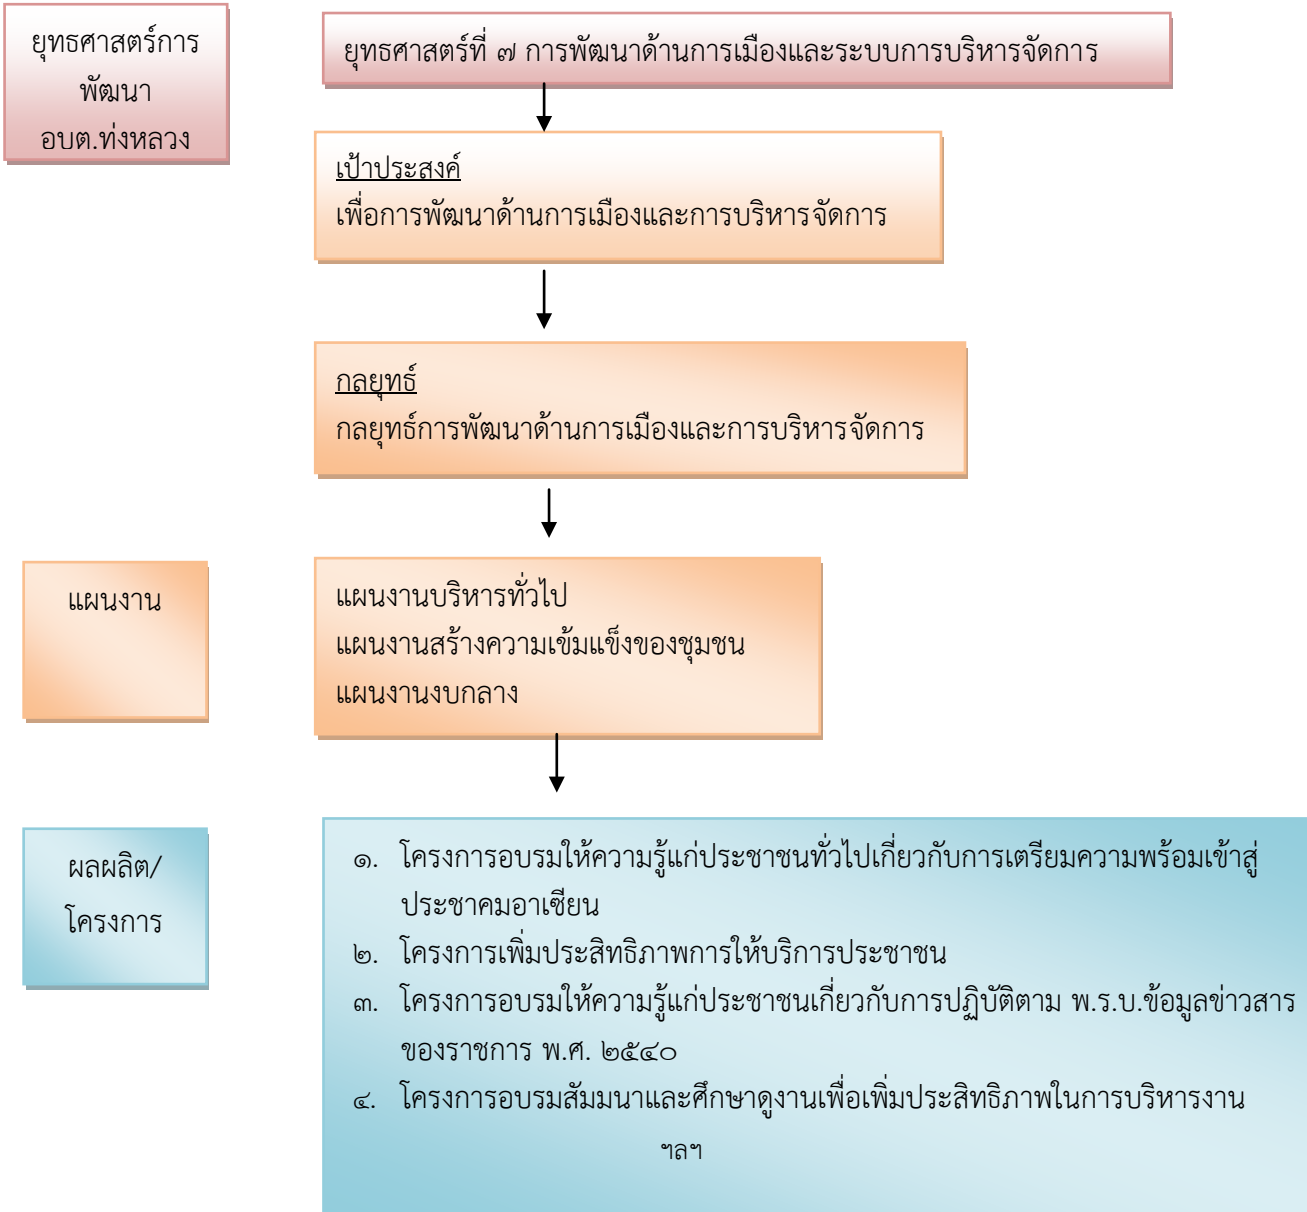 ยุทธศาสตร์การ
พัฒนา
อบต.ท่งหลวง
ยุทธศาสตร์ที่ ๗ การพัฒนาด้านการเมืองและระบบการบริหารจัดการ
เป้าประสงค์
เพื่อการพัฒนาด้านการเมืองและการบริหารจัดการ
กลยุทธ์
กลยุทธ์การพัฒนาด้านการเมืองและการบริหารจัดการ
แผนงาน
แผนงานบริหารทั่วไป
แผนงานสร้างความเข้มแข็งของชุมชน
แผนงานงบกลาง
ผลผลิต/
โครงการ
๑. โครงการอบรมให้ความรู้แก่ประชาชนทั่วไปเกี่ยวกับการเตรียมความพร้อมเข้าสู่
ประชาคมอาเซียน
๒. โครงการเพิ่มประสิทธิภาพการให้บริการประชาชน
๓. โครงการอบรมให้ความรู้แก่ประชาชนเกี่ยวกับการปฏิบัติตาม พ.ร.บ.ข้อมูลข่าวสาร
ของราชการ พ.ศ. ๒๕๔๐
๔. โครงการอบรมสัมมนาและศึกษาดูงานเพื่อเพิ่มประสิทธิภาพในการบริหารงาน
ฯลฯ